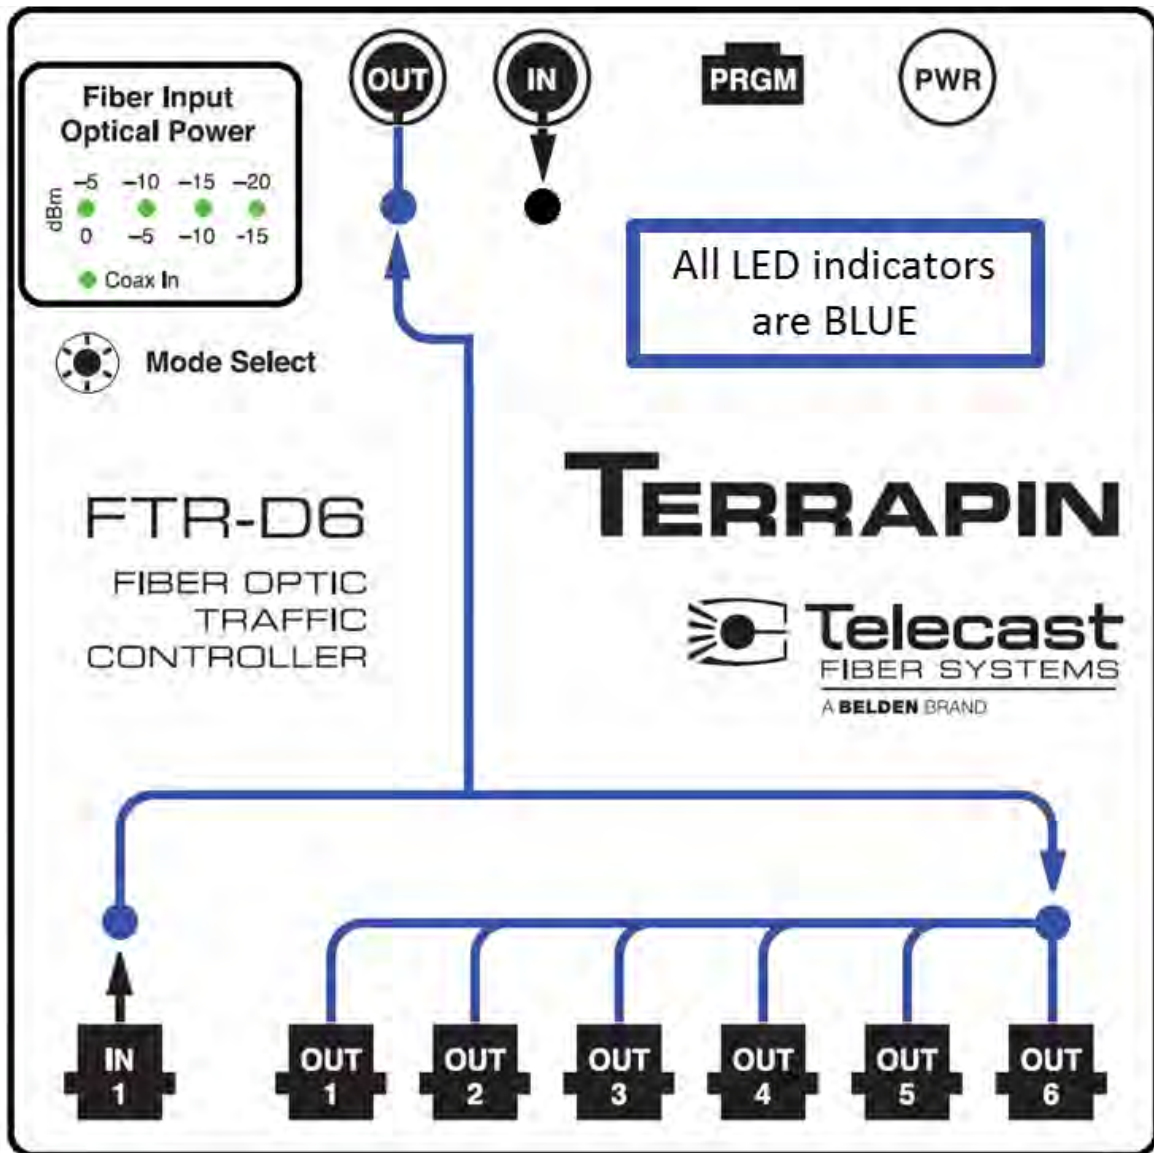 OUT
IN
PRGM
PWR
Fiber Input
Optical Power
dBm
–5 –10 –15 –20
0 –5 –10 -15
Coax In
All LED indicators
are BLUE
Mode Select
TERRAPIN
FTR-D6
FIBER OPTIC
TRAFFIC
CONTROLLER
Telecast
FIBER SYSTEMS
A BELDEN BRAND
IN
1
OUT
1
OUT
2
OUT
3
OUT
4
OUT
5
OUT
6